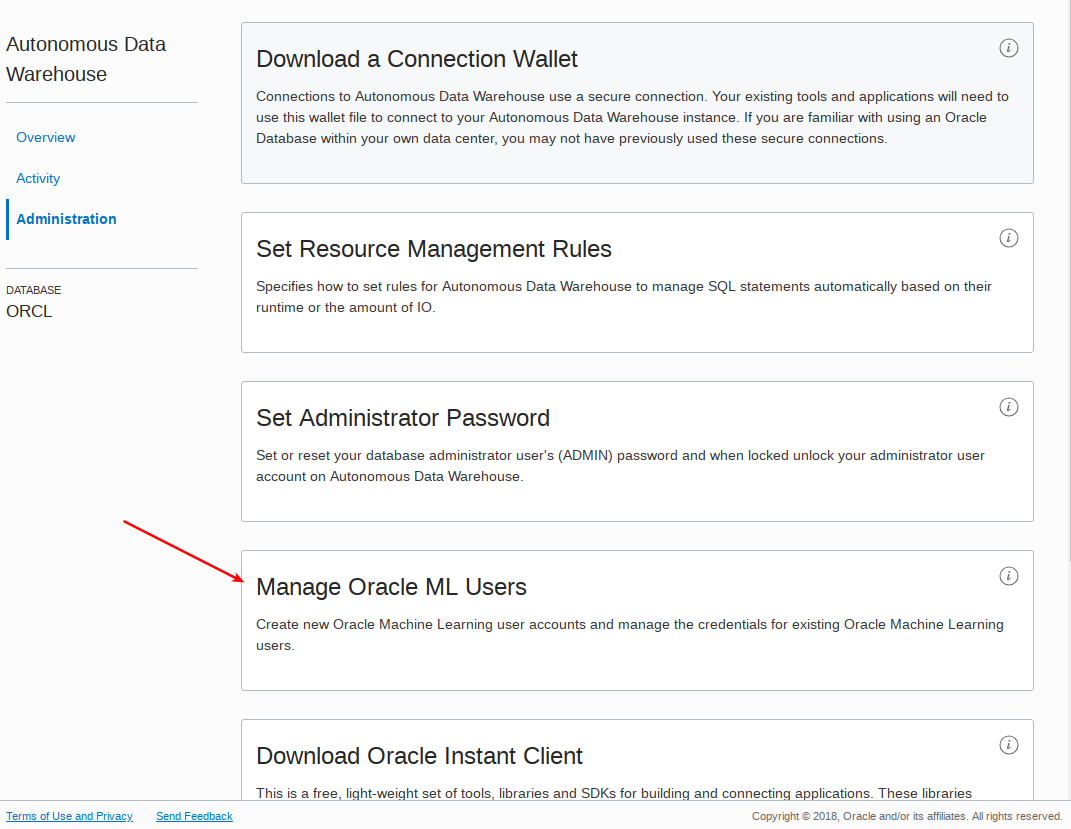 Autonomous Data
Warehouse
Overview
Activity
Administration
DATABASE
ORCL
Download a Connection Wallet
Connections to Autonomous Data Warehouse use a secure connection. Your existing tools and applications will need to
use this wallet file to connect to your Autonomous Data Warehouse instance. If you are familiar with using an Oracle
Database within your own data center, you may not have previously used these secure connections.
Set Resource Management Rules
Specifies how to set rules for Autonomous Data Warehouse to manage SQL statements automatically based on their
runtime or the amount of IO.
Set Administrator Password
Set or reset your database administrator user's (ADMIN) password and when locked unlock your administrator user
account on Autonomous Data Warehouse.
Manage Oracle ML Users
Create new Oracle Machine Learning user accounts and manage the credentials for existing Oracle Machine Learning
users.
Download Oracle Instant Client
This is a free, light-weight set of tools, libraries and SDKs for building and connecting applications. These libraries
Terms of Use and Privacy Send Feedback Copyright © 2018, Oracle and/or its affiliates. All rights reserved.